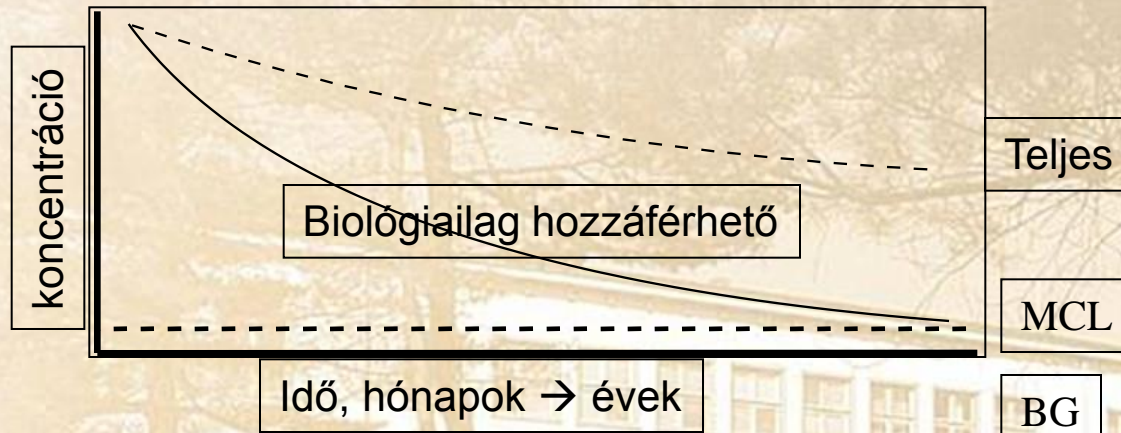 koncentráció
Teljes
Biológiailag hozzáférhető
MCL
Idő, hónapok → évek
BG